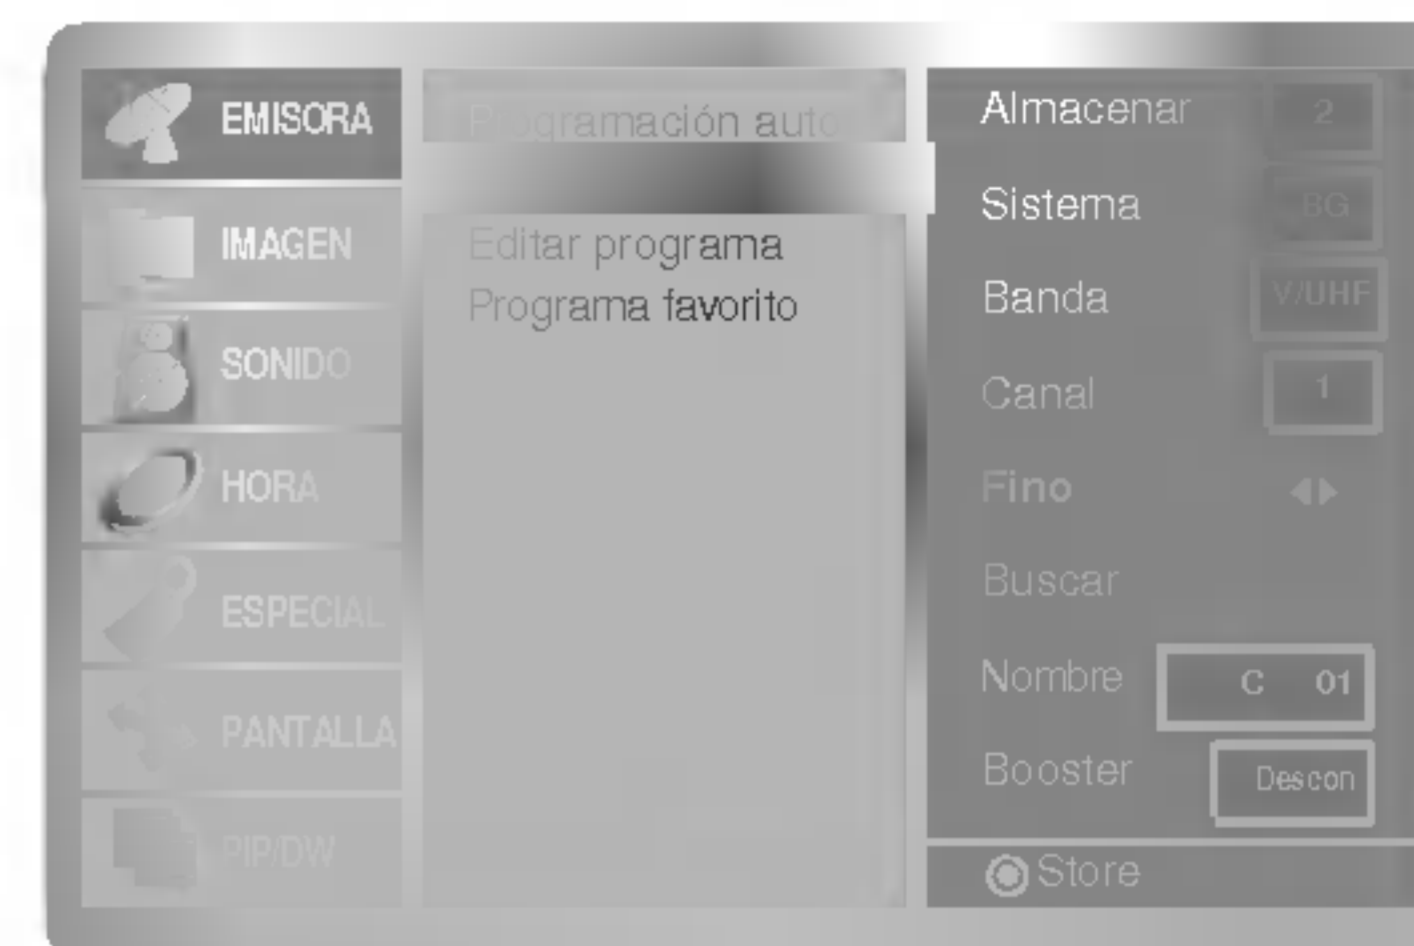 EMISORA
IMAGEN
SONIDO
HORA
ESPECIAL
PANTALLA
PIP/DW
Programación auto
Editar programa
Programa favorito
Almacenar 2
Sistema BG
Banda V/UHF
Canal 1
Fino
Buscar
Nombre C 01
Booster Descon
Store